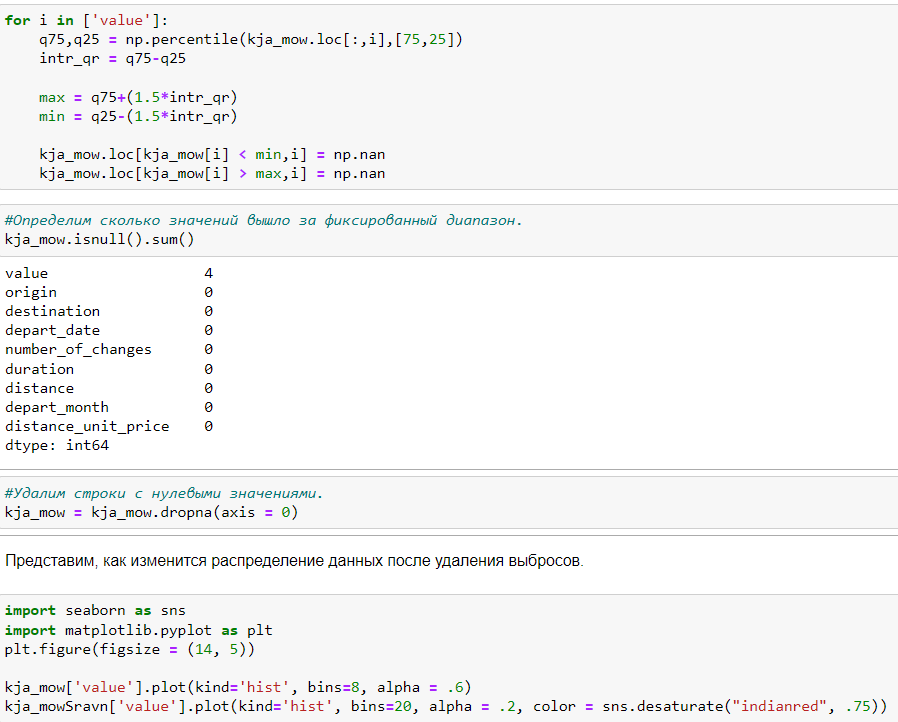 for i in ['value']:
    q75,q25 = np.percentile(kja_mow.loc[:,i],[75,25])
    intr_qr = q75-q25

    max = q75+(1.5*intr_qr)
    min = q25-(1.5*intr_qr)

    kja_mow.loc[kja_mow[i] < min,i] = np.nan
    kja_mow.loc[kja_mow[i] > max,i] = np.nan

#Определим сколько значений вышло за фиксированный диапазон.
kja_mow.isnull().sum()

value                  4
origin                 0
destination            0
depart_date            0
number_of_changes      0
duration               0
distance               0
depart_month           0
distance_unit_price    0
dtype: int64

#Удалим строки с нулевыми значениями.
kja_mow = kja_mow.dropna(axis = 0)

Представим, как изменится распределение данных после удаления выбросов.

import seaborn as sns
import matplotlib.pyplot as plt
plt.figure(figsize = (14, 5))

kja_mow['value'].plot(kind='hist', bins=8, alpha = .6)
kja_mowSravn['value'].plot(kind='hist', bins=20, alpha = .2, color = sns.desaturate("indianred", .75))